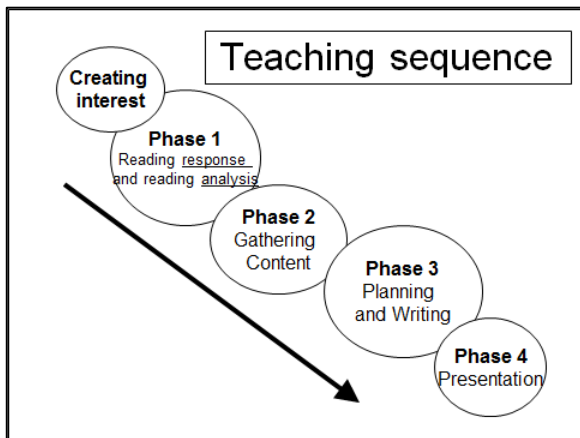 Teaching sequence
Creating
interest
Phase 1
Reading response
and reading analysis
Phase 2
Gathering
Content
Phase 3
Planning
and Writing
Phase 4
Presentation